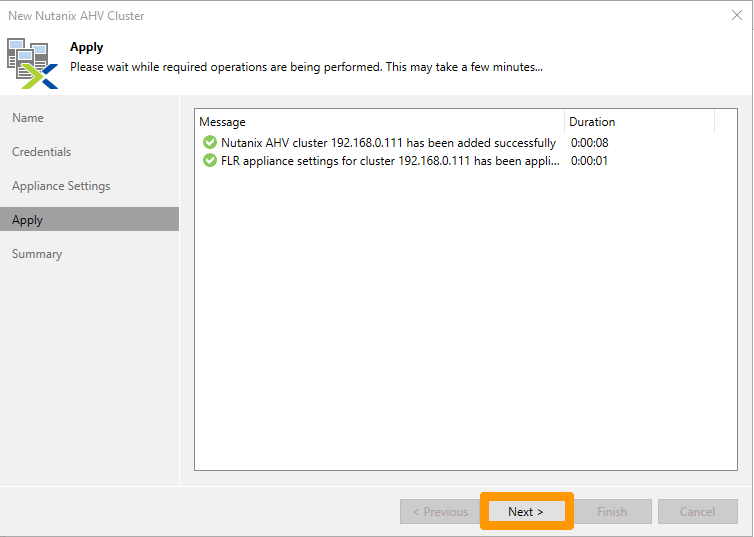 New Nutanix AHV Cluster
Apply
Please wait while required operations are being performed. This may take a few minutes...
Name
Credentials
Appliance Settings
Apply
Summary
Message Duration
Nutanix AHV cluster 192.168.0.111 has been added successfully 0:00:08
FLR appliance settings for cluster 192.168.0.111 has been appli... 0:00:01
< Previous Next > Finish Cancel